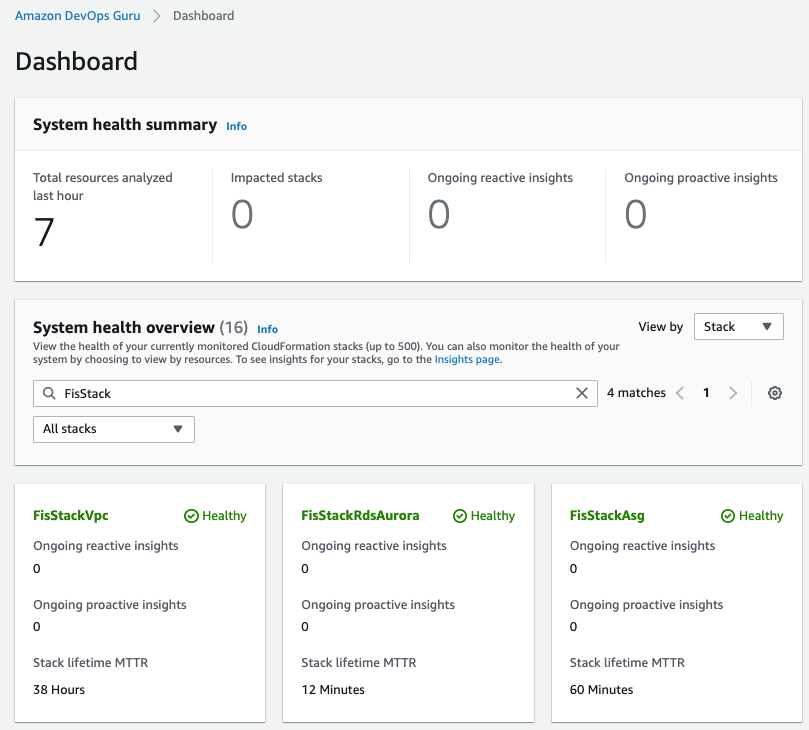 Amazon DevOps Guru > Dashboard
Dashboard
System health summary Info
Total resources analyzed
last hour
7
Impacted stacks
0
Ongoing reactive insights
0
Ongoing proactive insights
0
System health overview (16) Info
View the health of your currently monitored CloudFormation stacks (up to 500). You can also monitor the health of your
system by choosing to view by resources. To see insights for your stacks, go to the Insights page.
View by Stack
FisStack
4 matches 1
All stacks
FisStackVpc Healthy
Ongoing reactive insights
0
Ongoing proactive insights
0
Stack lifetime MTTR
38 Hours
FisStackRdsAurora Healthy
Ongoing reactive insights
0
Ongoing proactive insights
0
Stack lifetime MTTR
12 Minutes
FisStackAsg Healthy
Ongoing reactive insights
0
Ongoing proactive insights
0
Stack lifetime MTTR
60 Minutes